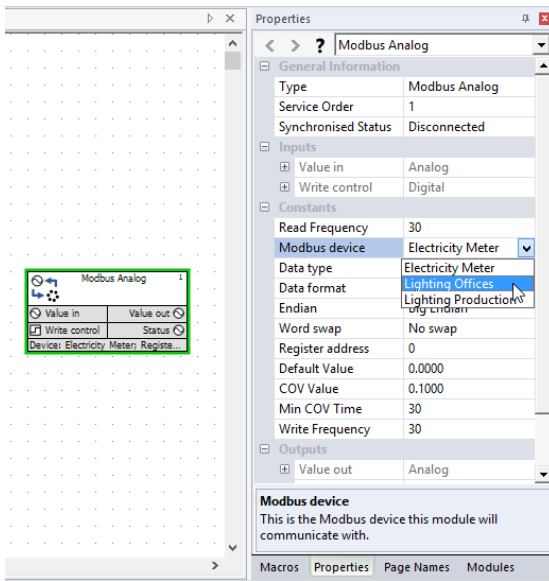 Properties
? Modbus Analog
General Information
Type Modbus Analog
Service Order 1
Synchronised Status Disconnected
Inputs
Value in Analog
Write control Digital
Constants
Read Frequency 30
Modbus device Electricity Meter
Data type Electricity Meter
Data format Lighting Offices
Lighting Production
Endian Big Endian
Word swap No swap
Register address 0
Default Value 0.0000
COV Value 0.1000
Min COV Time 30
Write Frequency 30
Outputs
Value out Analog
Modbus device
This is the Modbus device this module will
communicate with.
Macros Properties Page Names Modules
Modbus Analog 1
Value in Value out
Write control Status
Device: Electricity Meter; Registe...